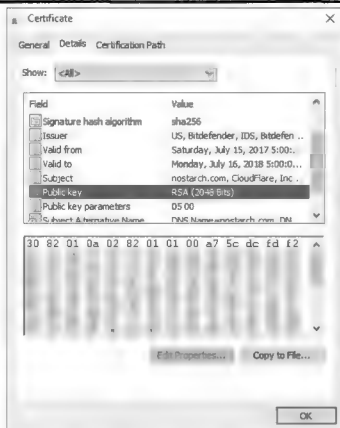 Certificate
General Details Certification Path
Show: <All>
Field Value
Signature hash algorithm sha256
Issuer US, Bitdefender, IDS, Bitdefen ..
Valid from Saturday, July 15, 2017 5:00:..
Valid to Monday, July 16, 2018 5:00:0...
Subject nostarch.com, CloudFlare, Inc .
Public key RSA (2048 Bits)
Public key parameters 05 00
Subject Alternative Name DNS Name=nostarch.com, DN
30 82 01 0a 02 82 01 01 00 a7 5c dc fd f2
Edit Properties... Copy to File...
OK